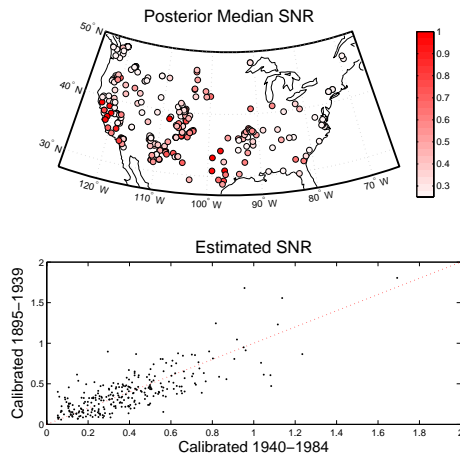 Posterior Median SNR
50°N
40°N
30°N
120°W
110°W
100°W
90°W
80°W
70°W
1
0.9
0.8
0.7
0.6
0.5
0.4
0.3
Estimated SNR
Calibrated 1895–1939
2
1.5
1
0.5
0
0
0.2
0.4
0.6
0.8
1
1.2
1.4
1.6
1.8
2
Calibrated 1940–1984